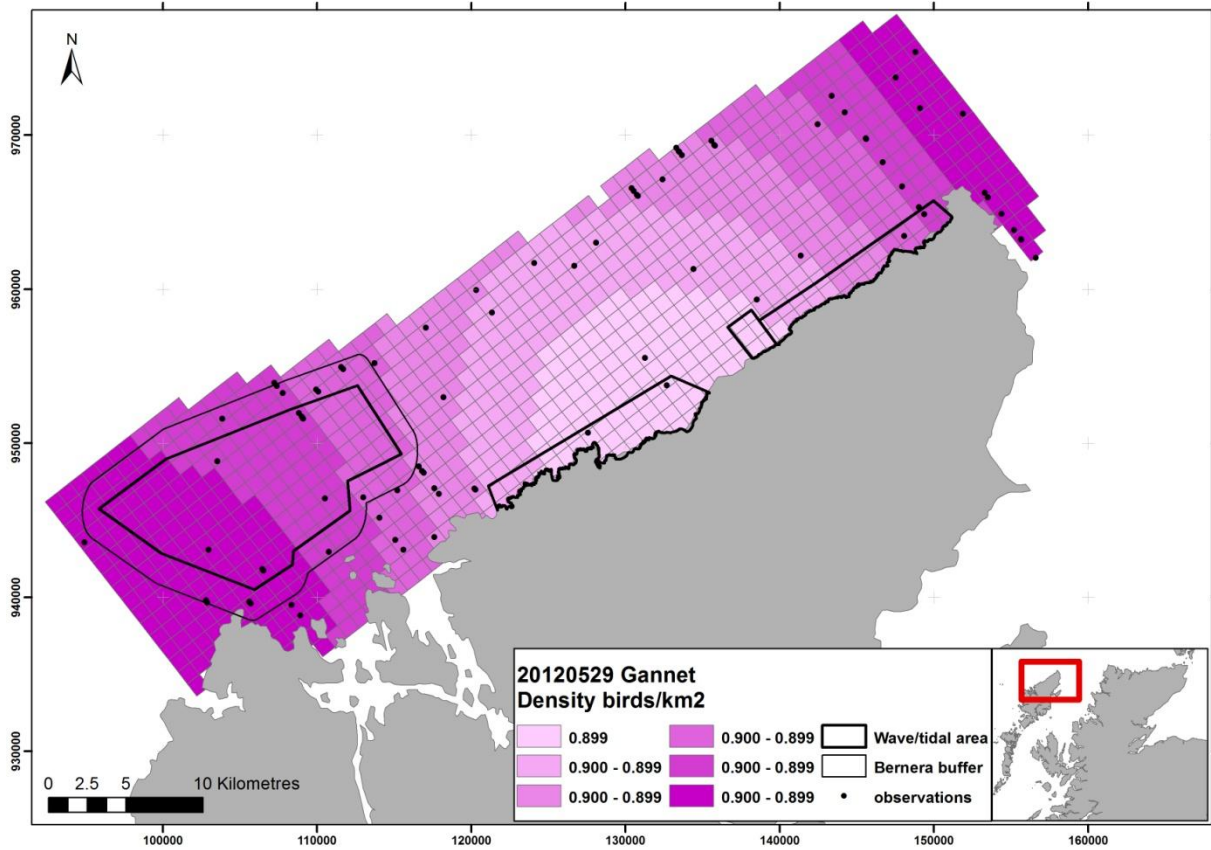 N
970000
960000
950000
940000
930000
20120529 Gannet
Density birds/km2
0.899
0.900 - 0.899
0.900 - 0.899
0.900 - 0.899
0.900 - 0.899
0.900 - 0.899
Wave/tidal area
Bernera buffer
observations
0 2.5 5 10 Kilometres
100000 110000 120000 130000 140000 150000 160000